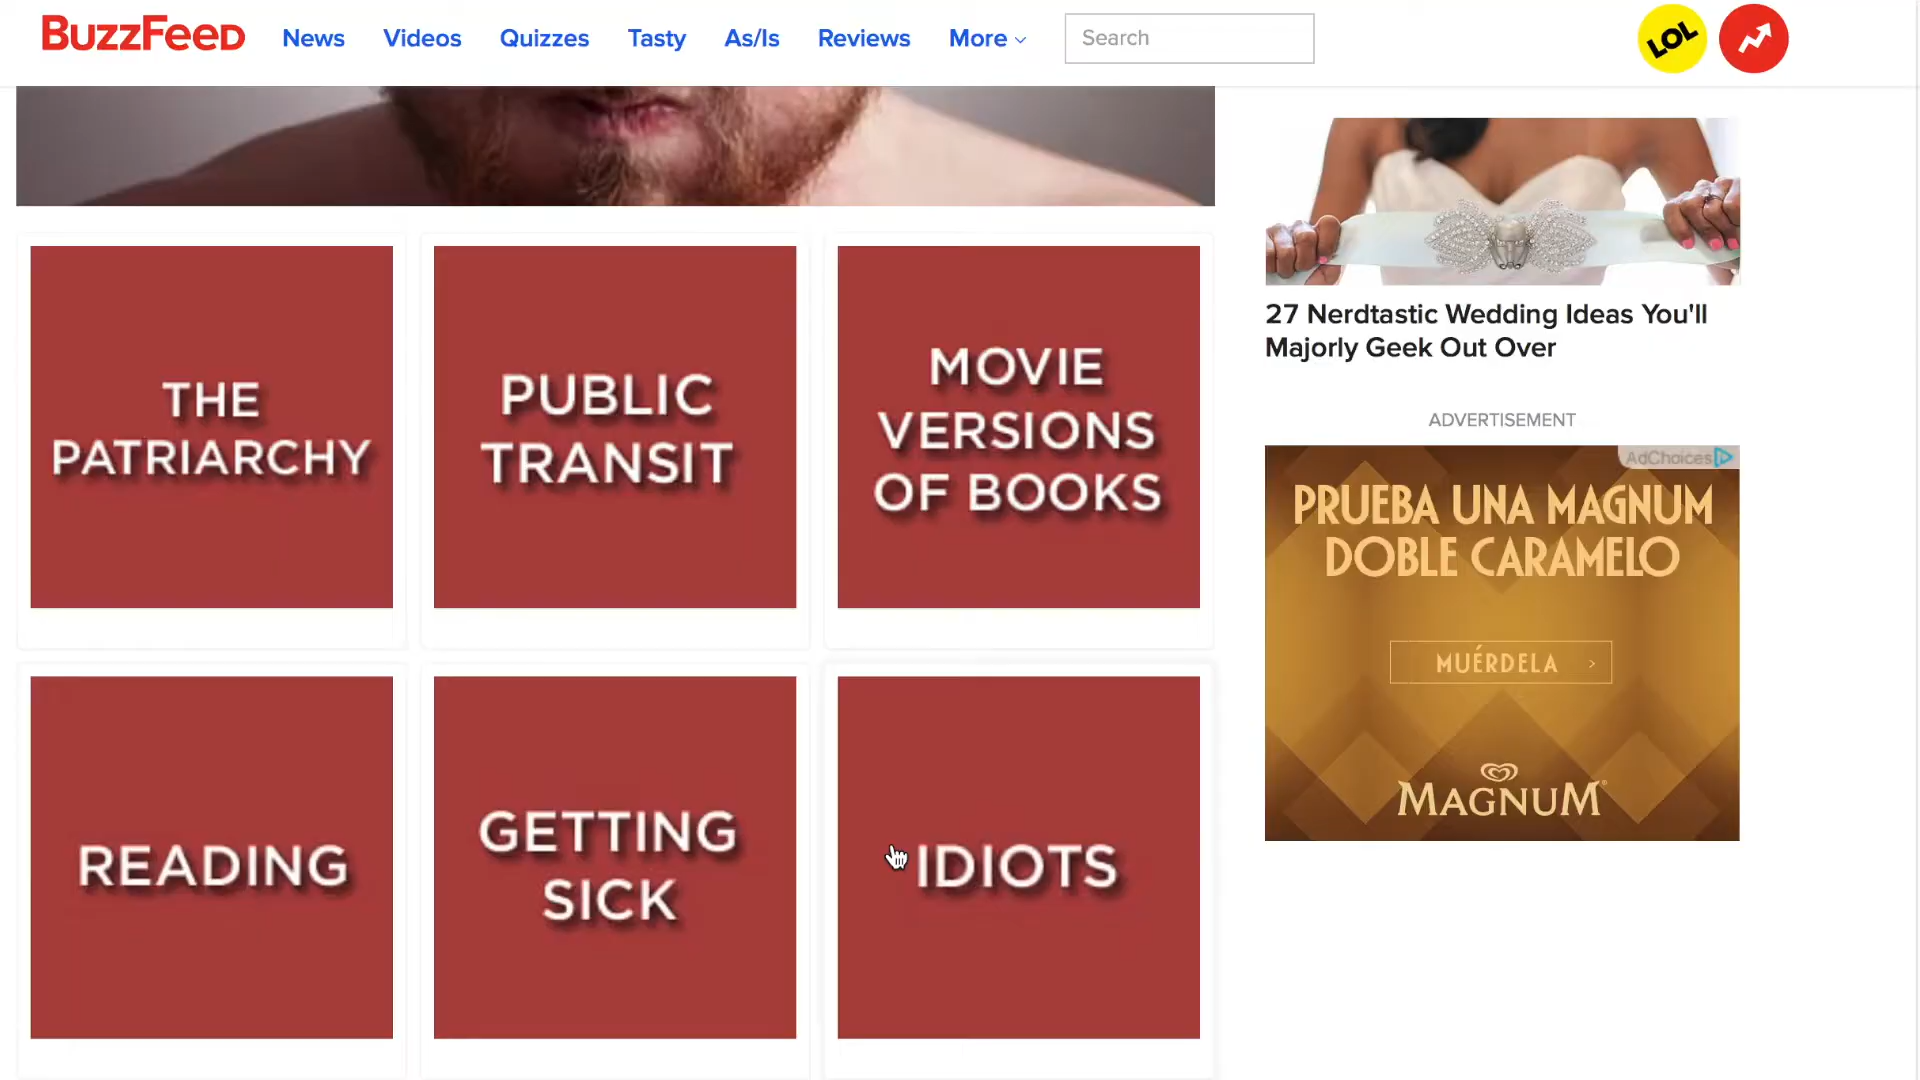 BuzzFeed News Videos Quizzes Tasty As/Is Reviews More Search LOL
THE
PATRIARCHY
PUBLIC
TRANSIT
MOVIE
VERSIONS
OF BOOKS
READING
GETTING
SICK
IDIOTS
27 Nerdtastic Wedding Ideas You'll
Majorly Geek Out Over
ADVERTISEMENT
AdChoices
PRUEBA UNA MAGNUM
DOBLE CARAMELO
MUÉRDELA >
MAGNUM